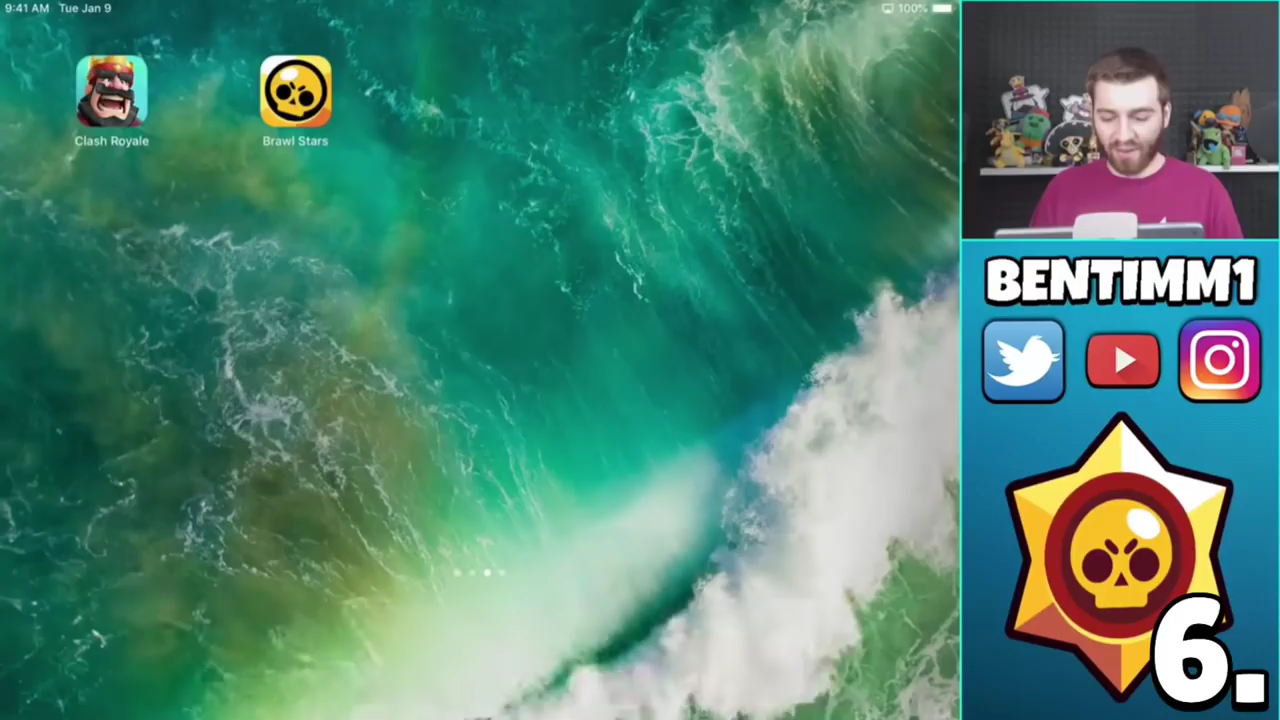 9:41 AM Tue Jan 9
100%
Clash Royale
Brawl Stars
BENTIMM1
6.